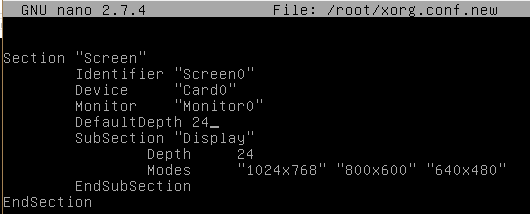 GNU nano 2.7.4 File: /root/xorg.conf.new
Section "Screen"
Identifier "Screen0"
Device "Card0"
Monitor "Monitor0"
DefaultDepth 24
SubSection "Display"
Depth 24
Modes "1024x768" "800x600" "640x480"
EndSubSection
EndSection